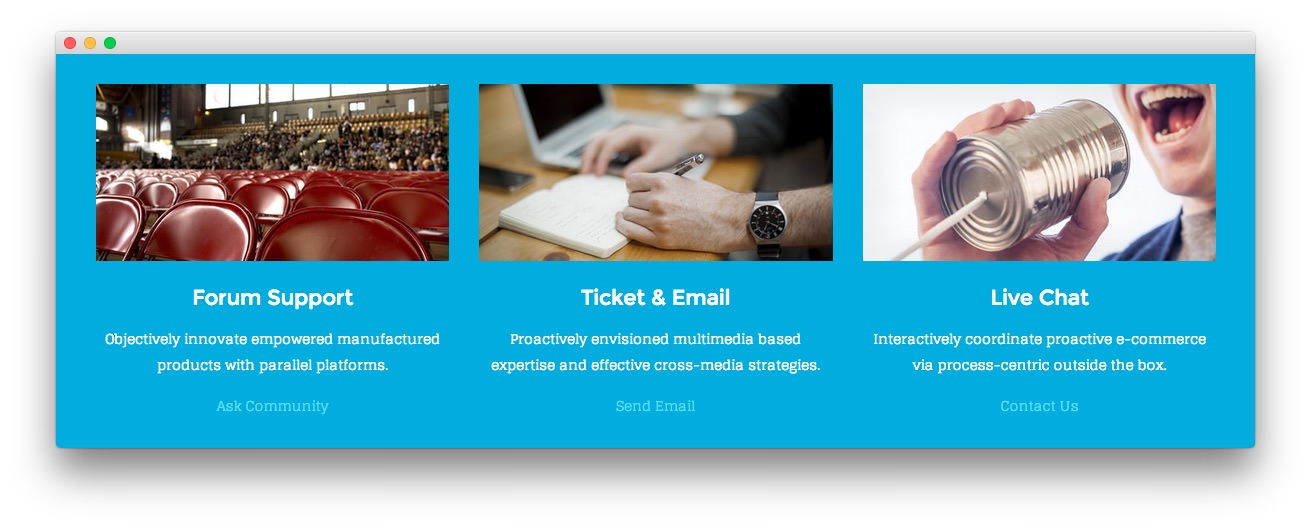 Forum Support
Objectively innovate empowered manufactured
products with parallel platforms.
Ask Community
Ticket & Email
Proactively envisioned multimedia based
expertise and effective cross-media strategies.
Send Email
Live Chat
Interactively coordinate proactive e-commerce
via process-centric outside the box.
Contact Us